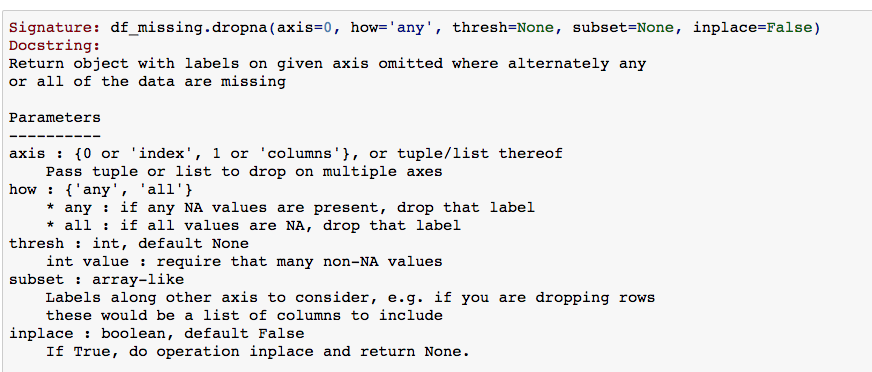 Signature: df_missing.dropna(axis=0, how='any', thresh=None, subset=None, inplace=False)
Docstring:
Return object with labels on given axis omitted where alternately any
or all of the data are missing
Parameters
----------
axis : {0 or 'index', 1 or 'columns'}, or tuple/list thereof
Pass tuple or list to drop on multiple axes
how : {'any', 'all'}
* any : if any NA values are present, drop that label
* all : if all values are NA, drop that label
thresh : int, default None
int value : require that many non-NA values
subset : array-like
Labels along other axis to consider, e.g. if you are dropping rows
these would be a list of columns to include
inplace : boolean, default False
If True, do operation inplace and return None.